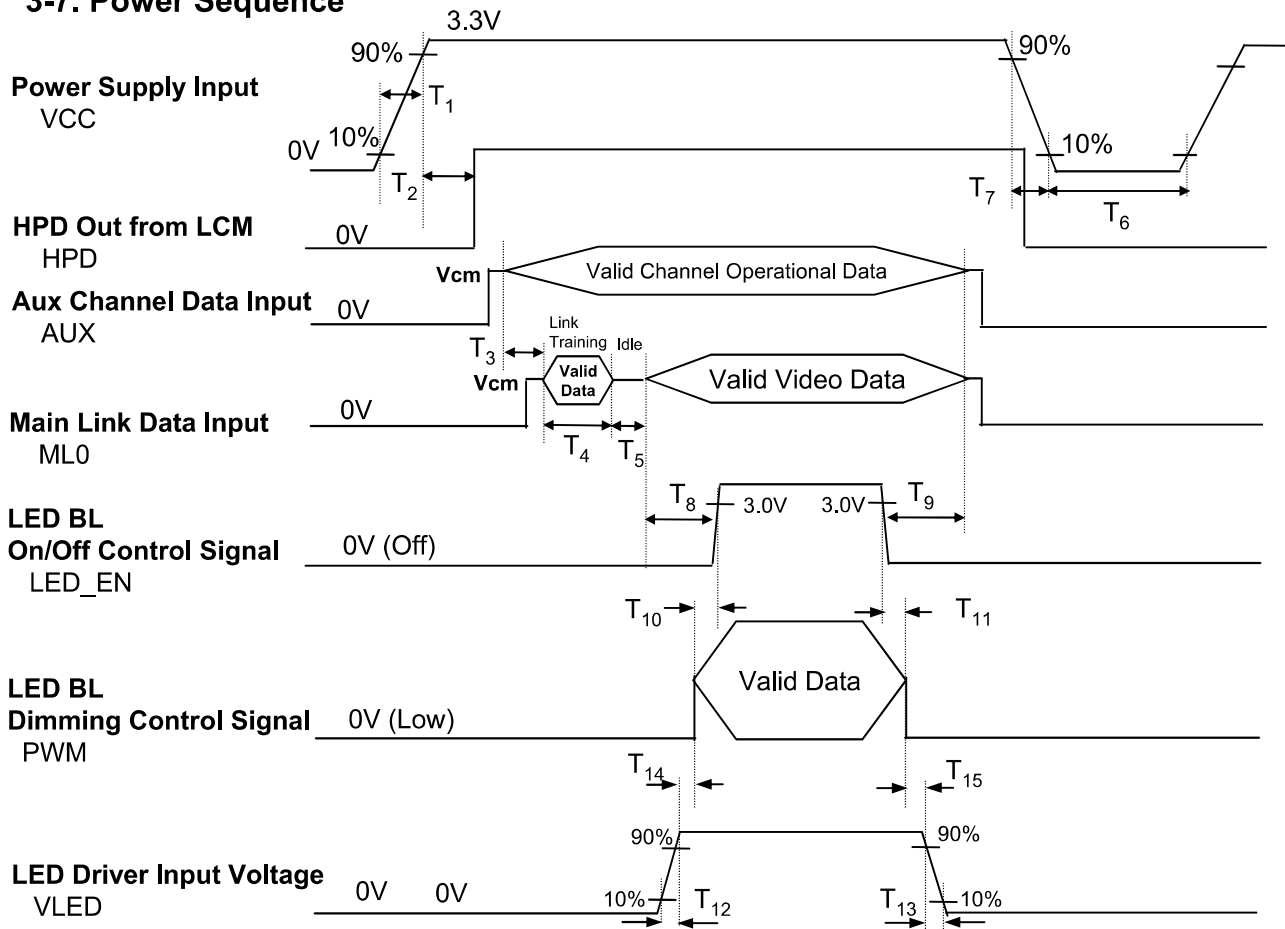 3-7. Power Sequence
3.3V
90%
90%
Power Supply Input
VCC
T1
0V 10%
10%
T2
T7
T6
HPD Out from LCM
HPD
0V
Vcm
Valid Channel Operational Data
Aux Channel Data Input
AUX
0V
Link
Training
Idle
T3
Vcm
Valid
Data
Valid Video Data
Main Link Data Input
ML0
0V
T4
T5
T8
3.0V
3.0V
T9
LED BL
On/Off Control Signal
LED_EN
0V (Off)
T10
T11
Valid Data
LED BL
Dimming Control Signal
PWM
0V (Low)
T14
T15
90%
90%
LED Driver Input Voltage
VLED
0V 0V
10%
T12
T13
10%